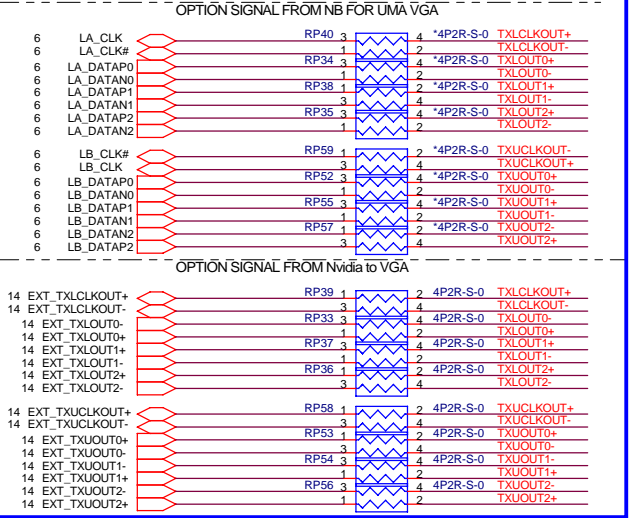 OPTION SIGNAL FROM NB FOR UMA VGA
6 LA_CLK RP40 3 4 *4P2R-S-0 TXLCLKOUT+
6 LA_CLK# 1 2 TXLCLKOUT-
6 LA_DATAP0 RP34 3 4 *4P2R-S-0 TXLOUT0+
6 LA_DATAN0 1 2 TXLOUT0-
6 LA_DATAP1 RP38 1 2 *4P2R-S-0 TXLOUT1+
6 LA_DATAN1 3 4 TXLOUT1-
6 LA_DATAP2 RP35 3 4 *4P2R-S-0 TXLOUT2+
6 LA_DATAN2 1 2 TXLOUT2-
6 LB_CLK# RP59 1 2 *4P2R-S-0 TXUCLKOUT-
6 LB_CLK 3 4 TXUCLKOUT+
6 LB_DATAP0 RP52 3 4 *4P2R-S-0 TXUOUT0+
6 LB_DATAN0 1 2 TXUOUT0-
6 LB_DATAP1 RP55 3 4 *4P2R-S-0 TXUOUT1+
6 LB_DATAN1 1 2 TXUOUT1-
6 LB_DATAN2 RP57 1 2 *4P2R-S-0 TXUOUT2-
6 LB_DATAP2 3 4 TXUOUT2+
OPTION SIGNAL FROM Nvidia to VGA
14 EXT_TXLCLKOUT+ RP39 1 2 4P2R-S-0 TXLCLKOUT+
14 EXT_TXLCLKOUT- 3 4 TXLCLKOUT-
14 EXT_TXLOUT0- RP33 3 4 4P2R-S-0 TXLOUT0-
14 EXT_TXLOUT0+ 1 2 TXLOUT0+
14 EXT_TXLOUT1+ RP37 3 4 4P2R-S-0 TXLOUT1+
14 EXT_TXLOUT1- 1 2 TXLOUT1-
14 EXT_TXLOUT2+ RP36 1 2 4P2R-S-0 TXLOUT2+
14 EXT_TXLOUT2- 3 4 TXLOUT2-
14 EXT_TXUCLKOUT+ RP58 1 2 4P2R-S-0 TXUCLKOUT+
14 EXT_TXUCLKOUT- 3 4 TXUCLKOUT-
14 EXT_TXUOUT0+ RP53 1 2 4P2R-S-0 TXUOUT0+
14 EXT_TXUOUT0- 3 4 TXUOUT0-
14 EXT_TXUOUT1- RP54 3 4 4P2R-S-0 TXUOUT1-
14 EXT_TXUOUT1+ 1 2 TXUOUT1+
14 EXT_TXUOUT2- RP56 3 4 4P2R-S-0 TXUOUT2-
14 EXT_TXUOUT2+ 1 2 TXUOUT2+